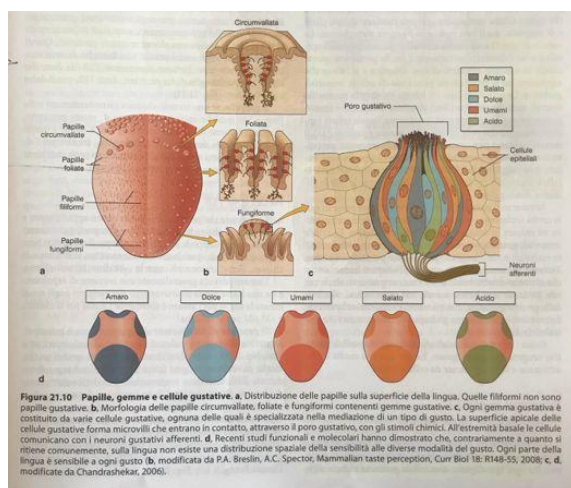 Circumvallata
Amaro
Salato
Dolce
Umami
Acido
Poro gustativo
Papille
circumvallate
Foliata
Papille
foliate
Cellule
epiteliali
Papille
filiformi
Fungiforme
Papille
fungiformi
Neuroni
afferenti
a
b
c
Amaro
Dolce
Umami
Salato
Acido
d
Figura 21.10 Papille, gemme e cellule gustative. a, Distribuzione delle papille sulla superficie della lingua. Quelle filiformi non sono
papille gustative. b, Morfologia delle papille circumvallate, foliate e fungiformi contenenti gemme gustative. c, Ogni gemma gustativa è
costituito da varie cellule gustative, ognuna delle quali è specializzata nella mediazione di un tipo di gusto. La superficie apicale delle
cellule gustative forma microvilli che entrano in contatto, attraverso il poro gustativo, con gli stimoli chimici. All'estremità basale le cellule
comunicano con i neuroni gustativi afferenti. d, Recenti studi funzionali e molecolari hanno dimostrato che, contrariamente a quanto si
ritiene comunemente, sulla lingua non esiste una distribuzione spaziale della sensibilità alle diverse modalità del gusto. Ogni parte della
lingua è sensibile a ogni gusto (b, modificata da P.A. Breslin, A.C. Spector, Mammalian taste perception, Curr Biol 18: R148-55, 2008; c, d,
modificate da Chandrashekar, 2006).